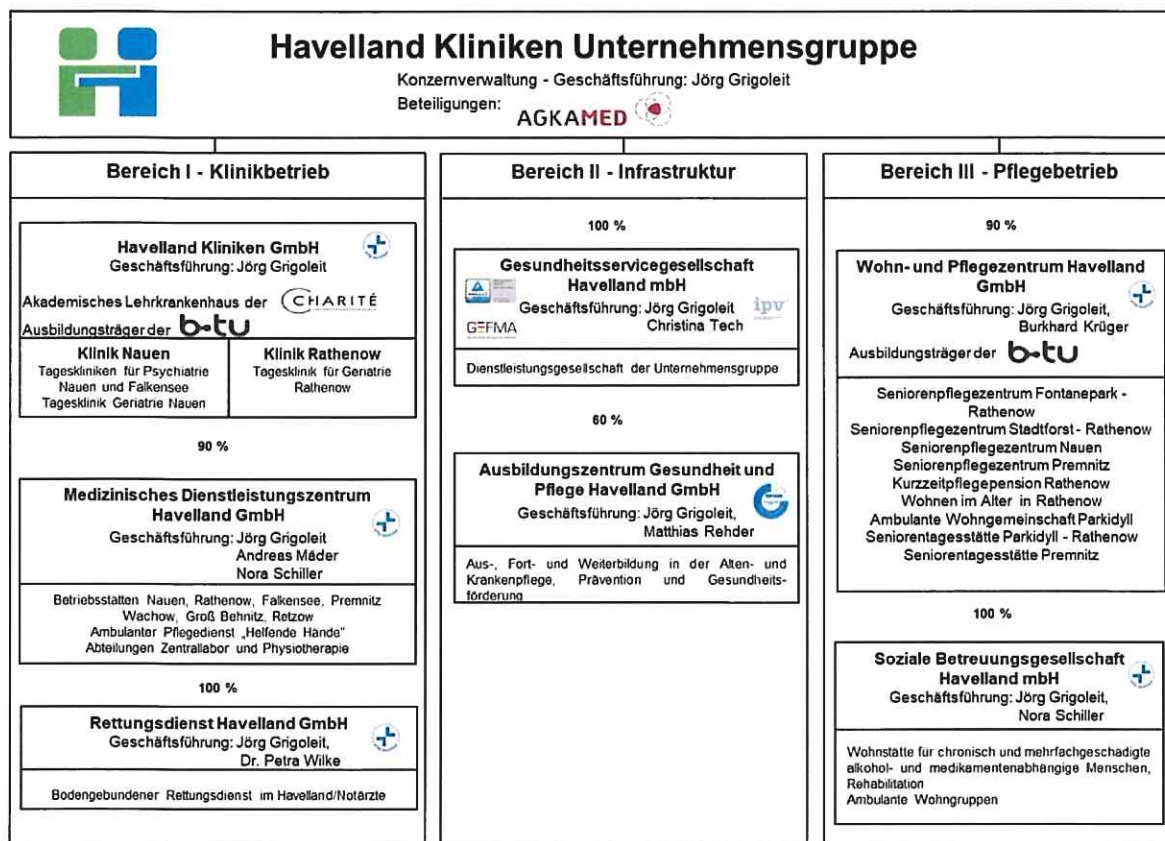 Havelland Kliniken Unternehmensgruppe
Konzernverwaltung - Geschäftsführung: Jörg Grigoleit
Beteiligungen: AGKAMED
Bereich I - Klinikbetrieb
Havelland Kliniken GmbH
Geschäftsführung: Jörg Grigoleit
Akademisches Lehrkrankenhaus der CHARITÉ
Ausbildungsträger der b-tu
Klinik Nauen
Tageskliniken für Psychiatrie
Nauen und Falkensee
Tagesklinik Geriatrie Nauen
Klinik Rathenow
Tagesklinik für Geriatrie
Rathenow
90 %
Medizinisches Dienstleistungszentrum
Havelland GmbH
Geschäftsführung: Jörg Grigoleit
Andreas Mäder
Nora Schiller
Betriebsstätten Nauen, Rathenow, Falkensee, Premnitz
Wachow, Groß Behnitz, Retzow
Ambulanter Pflegedienst „Helfende Hände"
Abteilungen Zentrallabor und Physiotherapie
100 %
Rettungsdienst Havelland GmbH
Geschäftsführung: Jörg Grigoleit,
Dr. Petra Wilke
Bodengebundener Rettungsdienst im Havelland/Notärzte
Bereich II - Infrastruktur
100 %
Gesundheitsservicegesellschaft
Havelland mbH
Geschäftsführung: Jörg Grigoleit
Christina Tech
ipv
GEFMA
Dienstleistungsgesellschaft der Unternehmensgruppe
60 %
Ausbildungszentrum Gesundheit und
Pflege Havelland GmbH
Geschäftsführung: Jörg Grigoleit,
Matthias Rehder
Aus-, Fort- und Weiterbildung in der Alten- und
Krankenpflege, Prävention und Gesundheits-
förderung
Bereich III - Pflegebetrieb
90 %
Wohn- und Pflegezentrum Havelland
GmbH
Geschäftsführung: Jörg Grigoleit,
Burkhard Krüger
Ausbildungsträger der b-tu
Seniorenpflegezentrum Fontanepark -
Rathenow
Seniorenpflegezentrum Stadtforst - Rathenow
Seniorenpflegezentrum Nauen
Seniorenpflegezentrum Premnitz
Kurzzeitpflegepension Rathenow
Wohnen im Alter in Rathenow
Ambulante Wohngemeinschaft Parkidyll
Seniorentagesstätte Parkidyll - Rathenow
Seniorentagesstätte Premnitz
100 %
Soziale Betreuungsgesellschaft
Havelland mbH
Geschäftsführung: Jörg Grigoleit,
Nora Schiller
Wohnstätte für chronisch und mehrfachgeschädigte
alkohol- und medikamentenabhängige Menschen,
Rehabilitation
Ambulante Wohngruppen